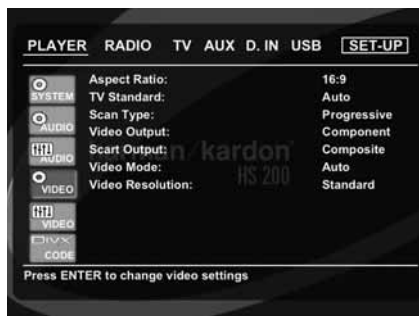 PLAYER RADIO TV AUX D. IN USB SET-UP
SYSTEM
AUDIO
AUDIO
VIDEO
VIDEO
DIVX
CODE
Aspect Ratio: 16:9
TV Standard: Auto
Scan Type: Progressive
Video Output: Component
Scart Output: Composite
Video Mode: Auto
Video Resolution: Standard
harman/kardon
HS 200
Press ENTER to change video settings